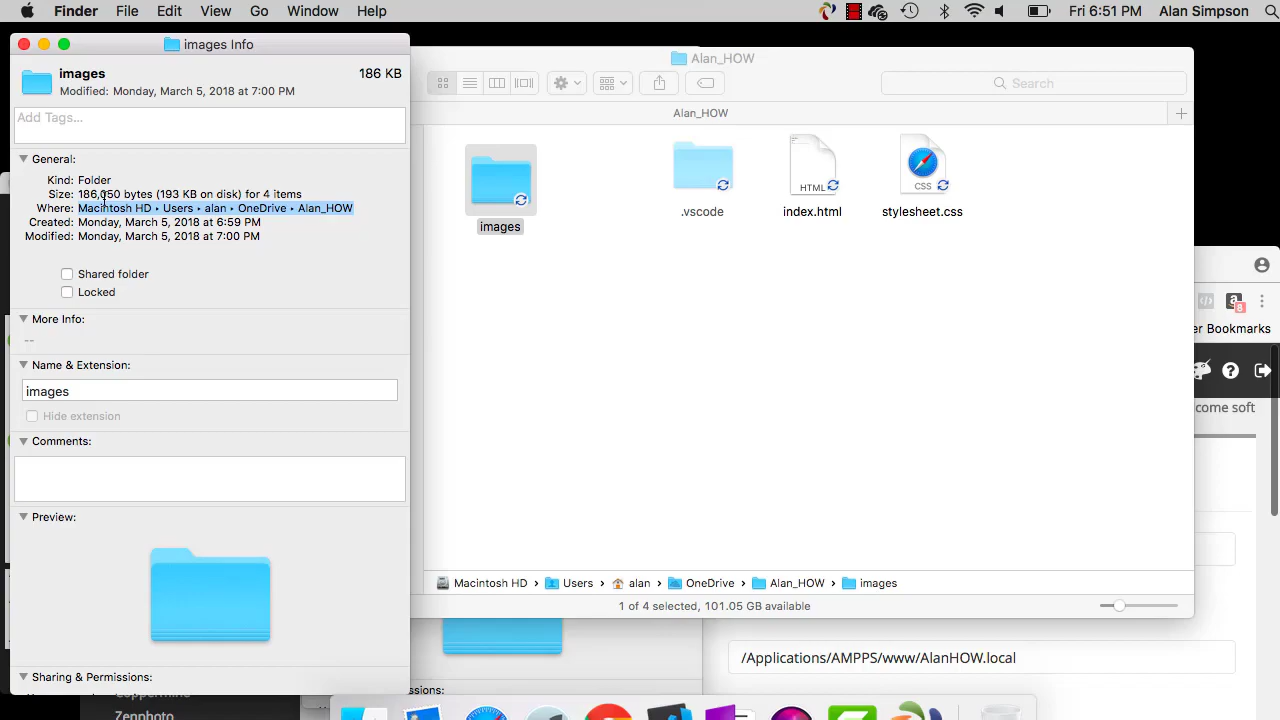 Finder File Edit View Go Window Help Fri 6:51 PM Alan Simpson
images Info
images 186 KB
Modified: Monday, March 5, 2018 at 7:00 PM
Add Tags...
General:
Kind: Folder
Size: 186,050 bytes (193 KB on disk) for 4 items
Where: Macintosh HD ▸ Users ▸ alan ▸ OneDrive ▸ Alan_HOW
Created: Monday, March 5, 2018 at 6:59 PM
Modified: Monday, March 5, 2018 at 7:00 PM
Shared folder
Locked
More Info:
--
Name & Extension:
images
Hide extension
Comments:
Preview:
Sharing & Permissions:
Alan_HOW
Search
Alan_HOW
HTML
CSS
images
.vscode
index.html
stylesheet.css
Macintosh HD › Users › alan › OneDrive › Alan_HOW › images
1 of 4 selected, 101.05 GB available
8
er Bookmarks
come soft
/Applications/AMPPS/www/AlanHOW.local
missions:
Coppermine
Zenphoto